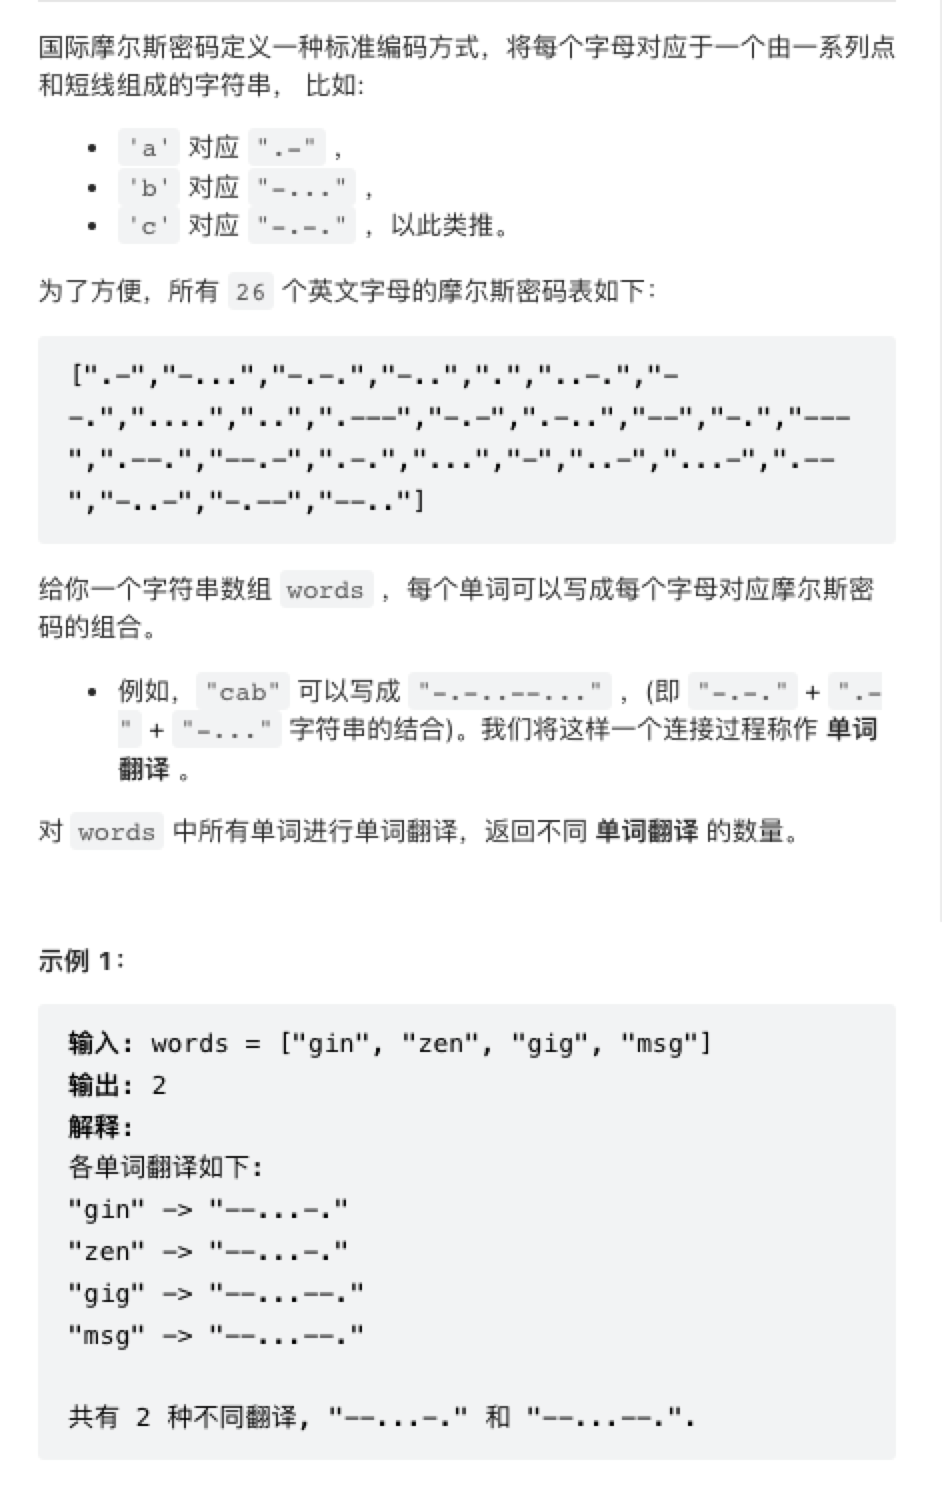 国际摩尔斯密码定义一种标准编码方式，将每个字母对应于一个由一系列点
和短线组成的字符串， 比如:
• 'a' 对应 ".-" ，
• 'b' 对应 "-..." ，
• 'c' 对应 "-.-." ，以此类推。
为了方便，所有 26 个英文字母的摩尔斯密码表如下：
[".-","-...","-.-.","-..",".","..-.","-
-.","....","..",".---","-.-",".-..","--","-.","---
",".--.","--.-",".-.","...","-","..-","...-",".--
","-..-","-.--","--.."]
给你一个字符串数组 words ，每个单词可以写成每个字母对应摩尔斯密
码的组合。
• 例如，"cab" 可以写成 "-.-..--..." ，(即 "-.-." + ".-
" + "-..." 字符串的结合)。我们将这样一个连接过程称作 单词
翻译 。
对 words 中所有单词进行单词翻译，返回不同 单词翻译 的数量。
示例 1：
输入: words = ["gin", "zen", "gig", "msg"]
输出: 2
解释:
各单词翻译如下:
"gin" -> "--...-."
"zen" -> "--...-."
"gig" -> "--...--."
"msg" -> "--...--."
共有 2 种不同翻译, "--...-." 和 "--...--.".